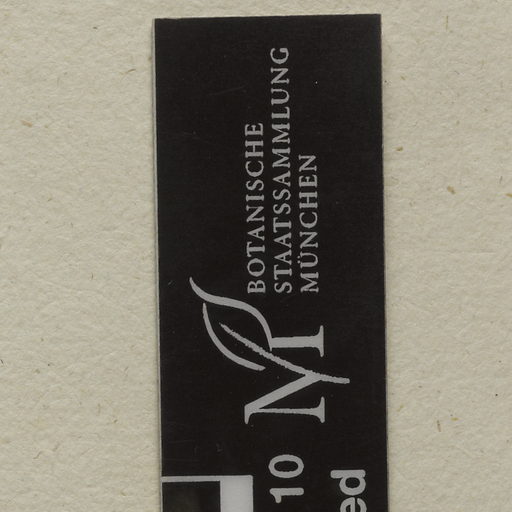 BOTANISCHE
STAATSSAMMLUNG
MÜNCHEN
M
10
ed